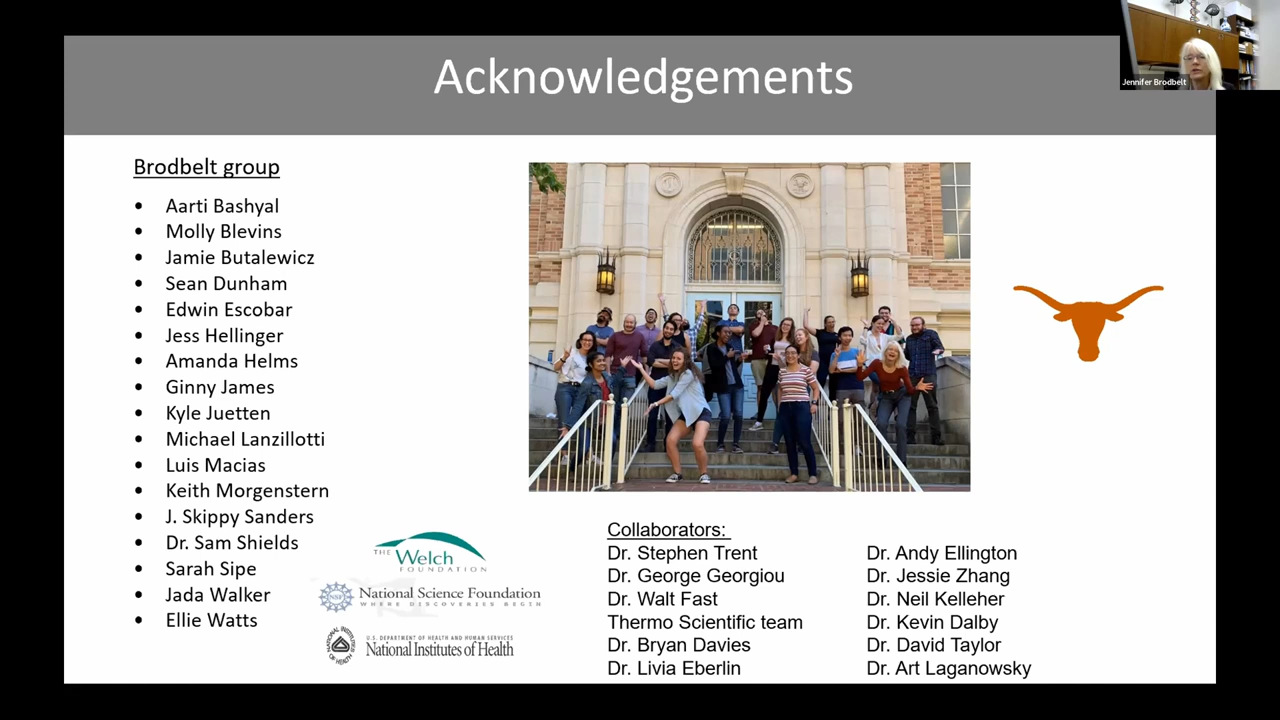 Acknowledgements
Jennifer Brodbelt
Brodbelt group
• Aarti Bashyal
• Molly Blevins
• Jamie Butalewicz
• Sean Dunham
• Edwin Escobar
• Jess Hellinger
• Amanda Helms
• Ginny James
• Kyle Juetten
• Michael Lanzillotti
• Luis Macias
• Keith Morgenstern
• J. Skippy Sanders
• Dr. Sam Shields
• Sarah Sipe
• Jada Walker
• Ellie Watts
THE Welch
FOUNDATION
NSF
National Science Foundation
WHERE DISCOVERIES BEGIN
NATIONAL INSTITUTES OF HEALTH
U.S. DEPARTMENT OF HEALTH AND HUMAN SERVICES
National Institutes of Health
Collaborators:
Dr. Stephen Trent
Dr. George Georgiou
Dr. Walt Fast
Thermo Scientific team
Dr. Bryan Davies
Dr. Livia Eberlin
Dr. Andy Ellington
Dr. Jessie Zhang
Dr. Neil Kelleher
Dr. Kevin Dalby
Dr. David Taylor
Dr. Art Laganowsky